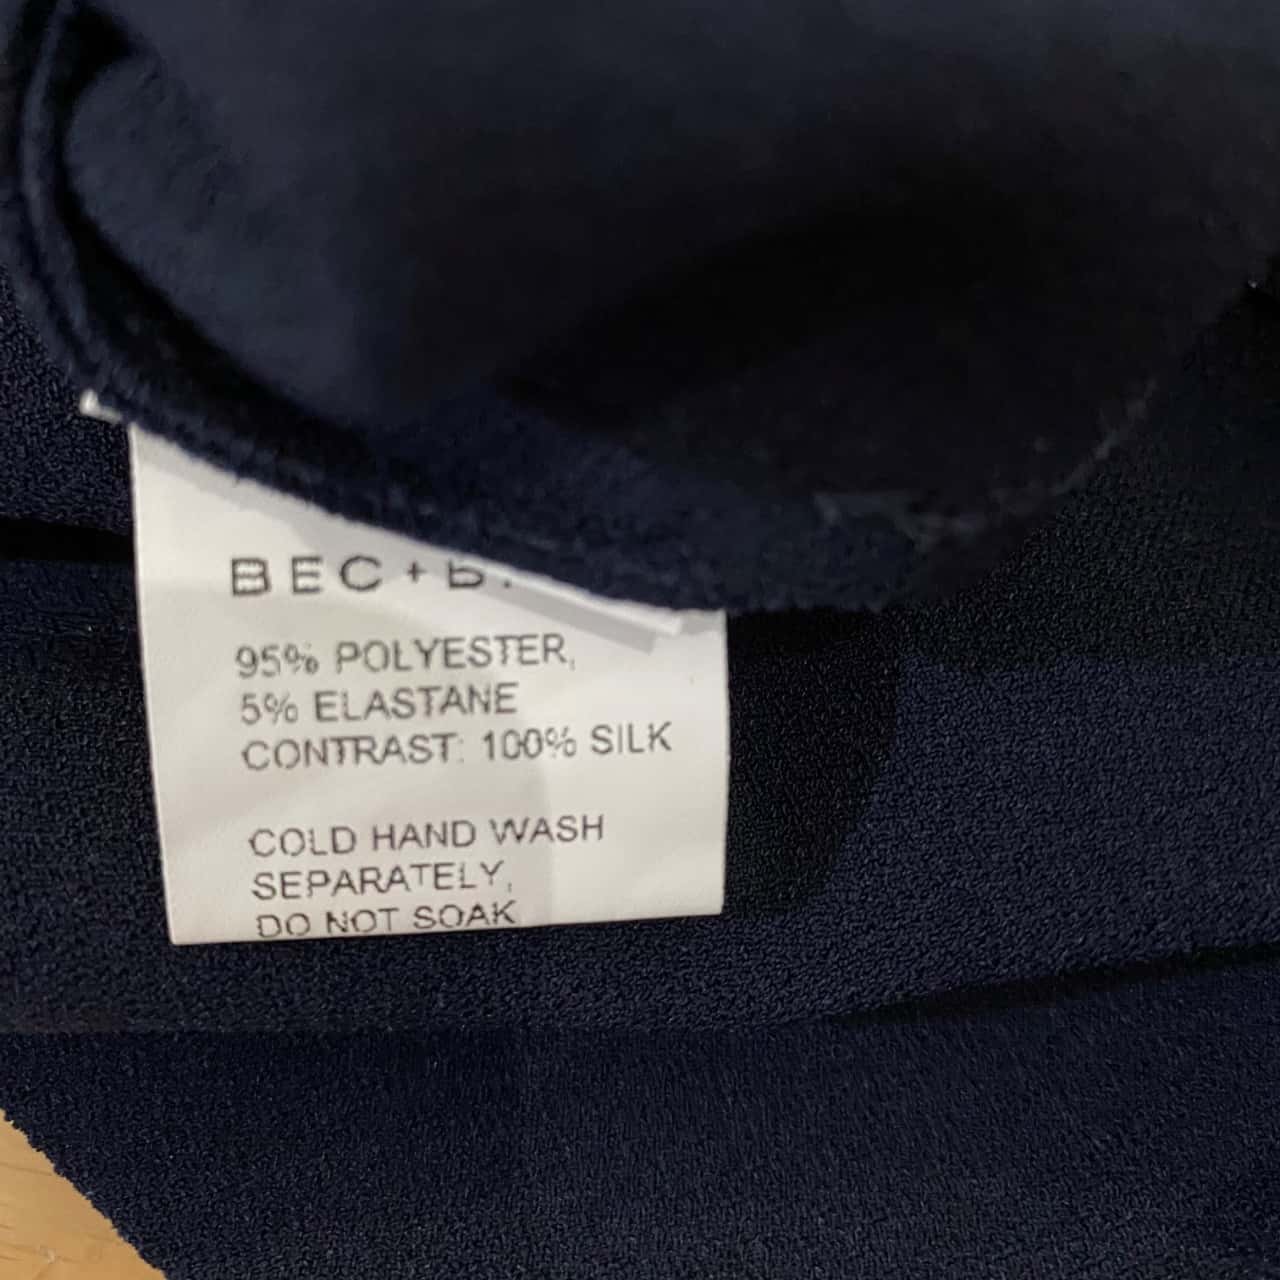 BEC + B
95% POLYESTER,
5% ELASTANE
CONTRAST: 100% SILK
COLD HAND WASH
SEPARATELY,
DO NOT SOAK